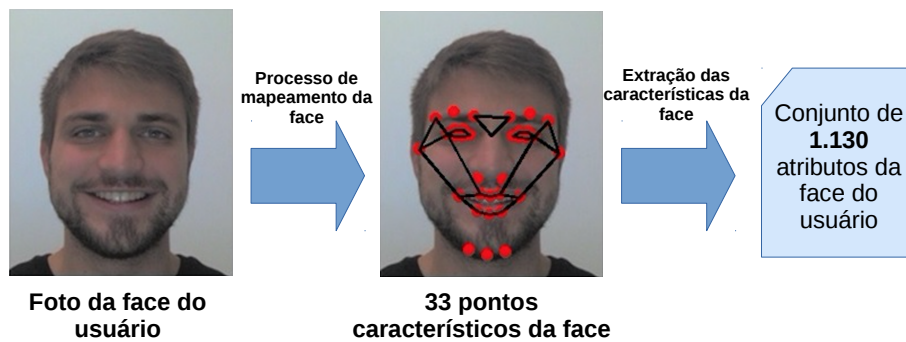 Processo de
mapeamento da
face
Extração das
características da
face
Conjunto de
1.130
atributos da
face do
usuário
Foto da face do
usuário
33 pontos
característicos da face